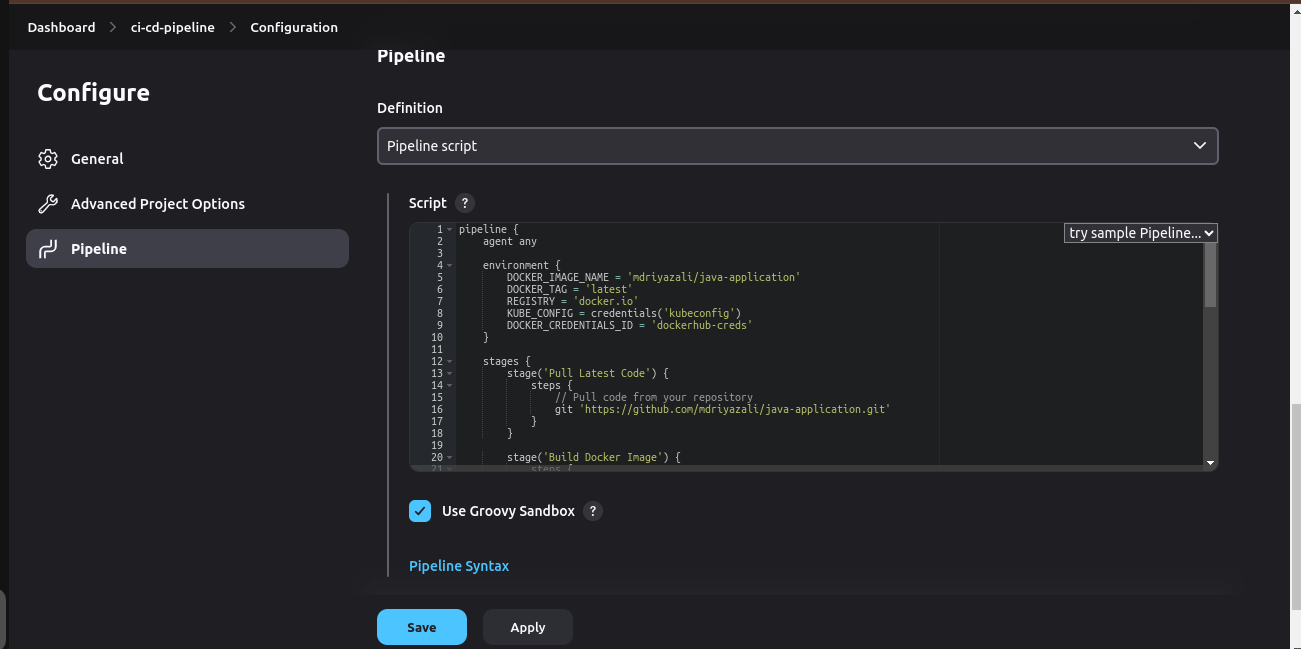 Dashboard > ci-cd-pipeline > Configuration
Configure
General
Advanced Project Options
Pipeline
Pipeline
Definition
Pipeline script
Script ?
try sample Pipeline...
1 pipeline {
2     agent any
3
4     environment {
5         DOCKER_IMAGE_NAME = 'mdriyazali/java-application'
6         DOCKER_TAG = 'latest'
7         REGISTRY = 'docker.io'
8         KUBE_CONFIG = credentials('kubeconfig')
9         DOCKER_CREDENTIALS_ID = 'dockerhub-creds'
10     }
11
12     stages {
13         stage('Pull Latest Code') {
14             steps {
15                 // Pull code from your repository
16                 git 'https://github.com/mdriyazali/java-application.git'
17             }
18         }
19
20         stage('Build Docker Image') {
21             steps {
Use Groovy Sandbox ?
Pipeline Syntax
Save
Apply